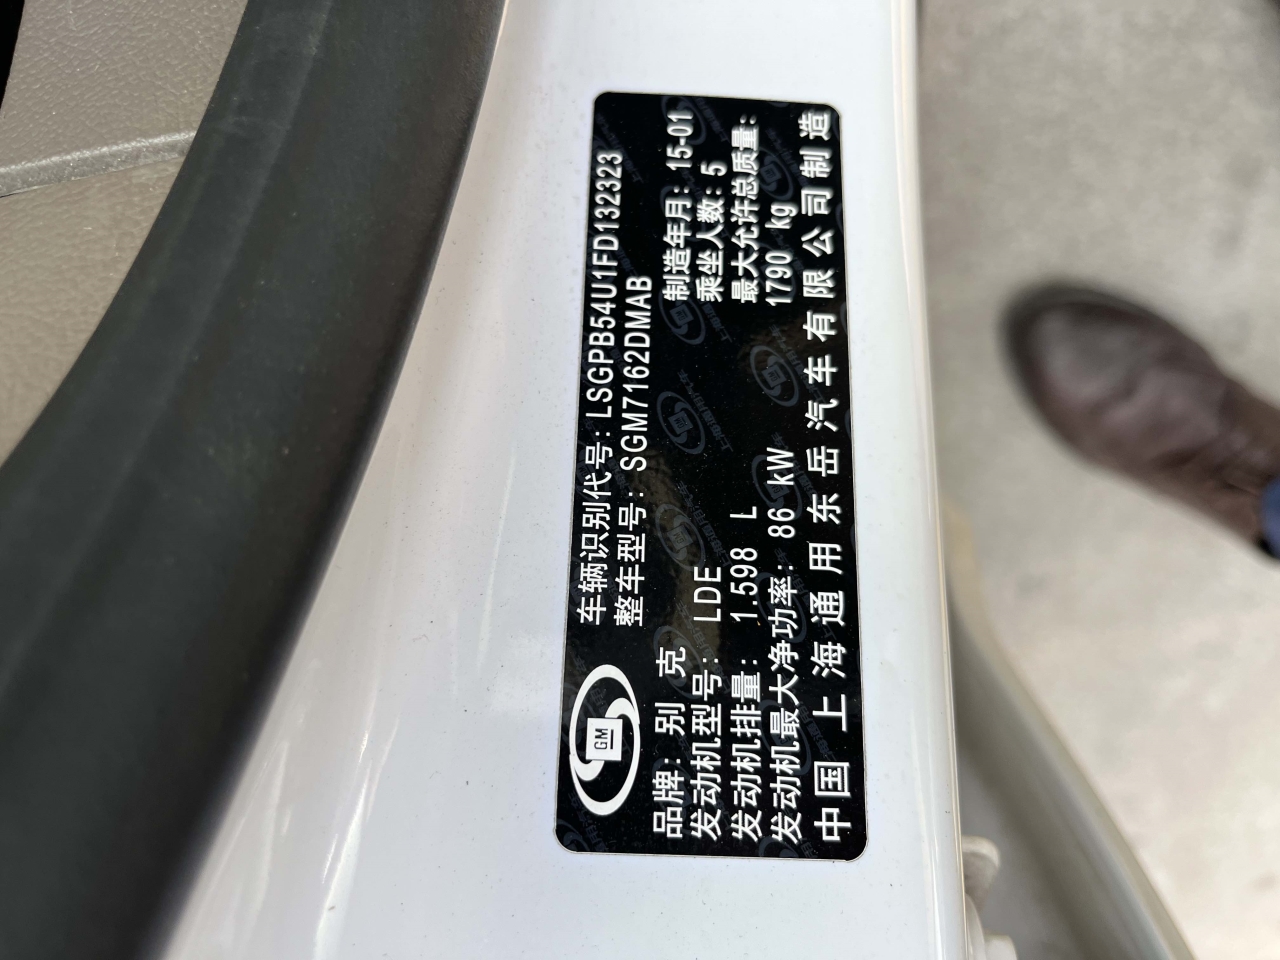 GM
车辆识别代号: LSGPB54U1FD132323
整车型号: SGM7162DMAB
品牌: 别 克
制造年月: 15-01
发动机型号: LDE
乘坐人数: 5
发动机排量: 1.598 L
最大允许总质量:
发动机最大净功率: 86 kW
1790 kg
中国 上海通用东岳汽车有限公司制造